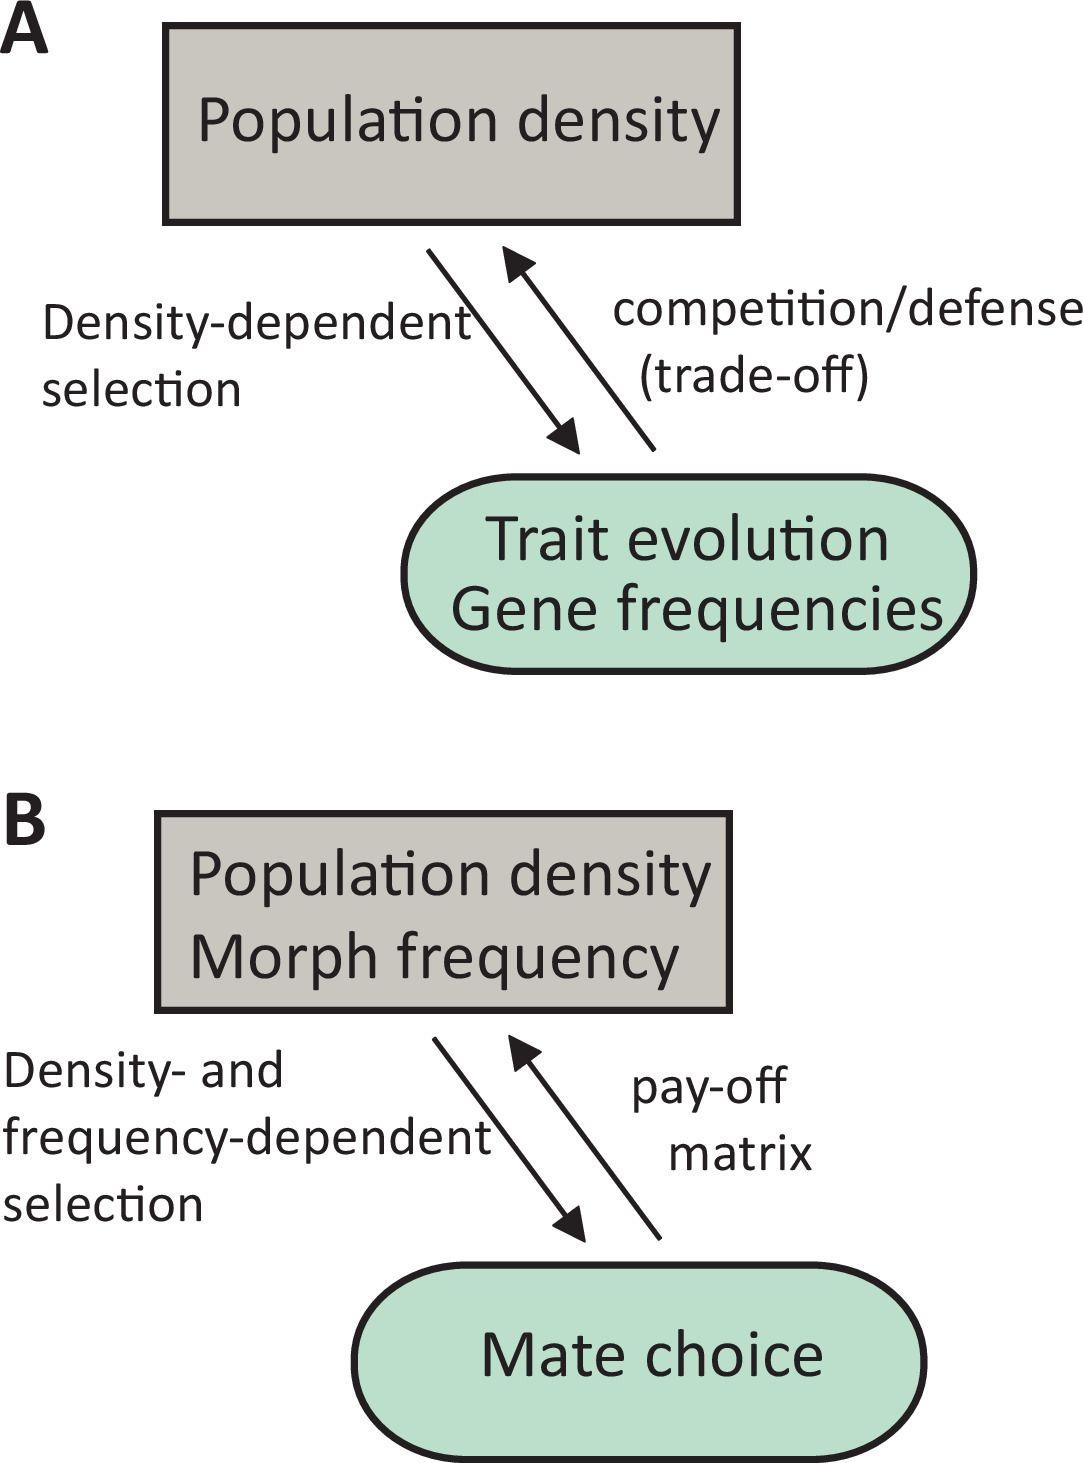 A
Population density
Density-dependent
selection
competition/defense
(trade-off)
Trait evolution
Gene frequencies
B
Population density
Morph frequency
Density- and
frequency-dependent
selection
pay-off
matrix
Mate choice